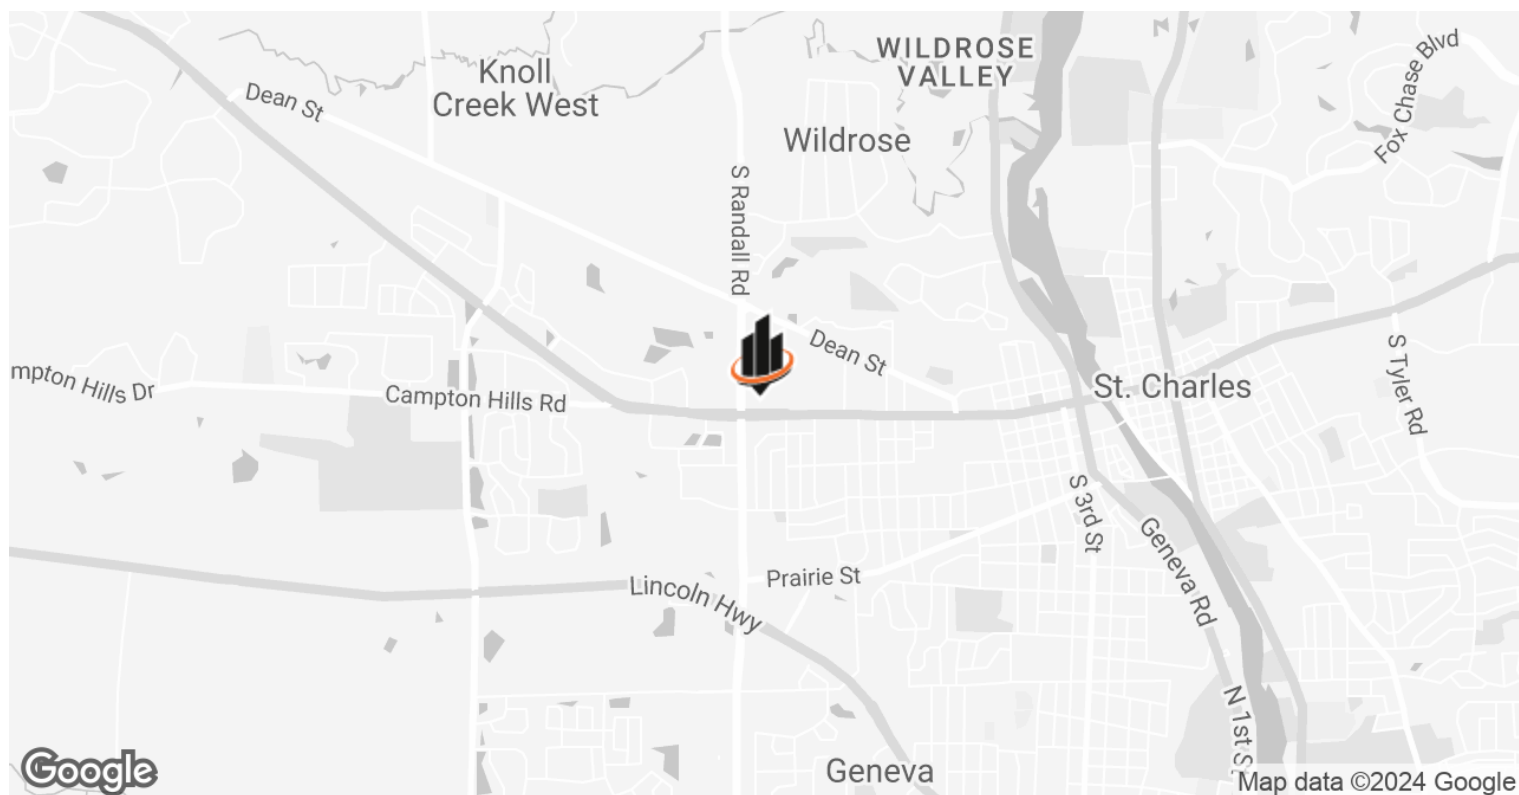 WILDROSE
VALLEY
Fox Chase Blvd
Knoll
Creek West
Dean St
Wildrose
S Randall Rd
Dean St
St. Charles
S Tyler Rd
mpton Hills Dr
Campton Hills Rd
S 3rd St
Geneva Rd
Prairie St
Lincoln Hwy
N 1st S
Geneva
Google
Map data ©2024 Google